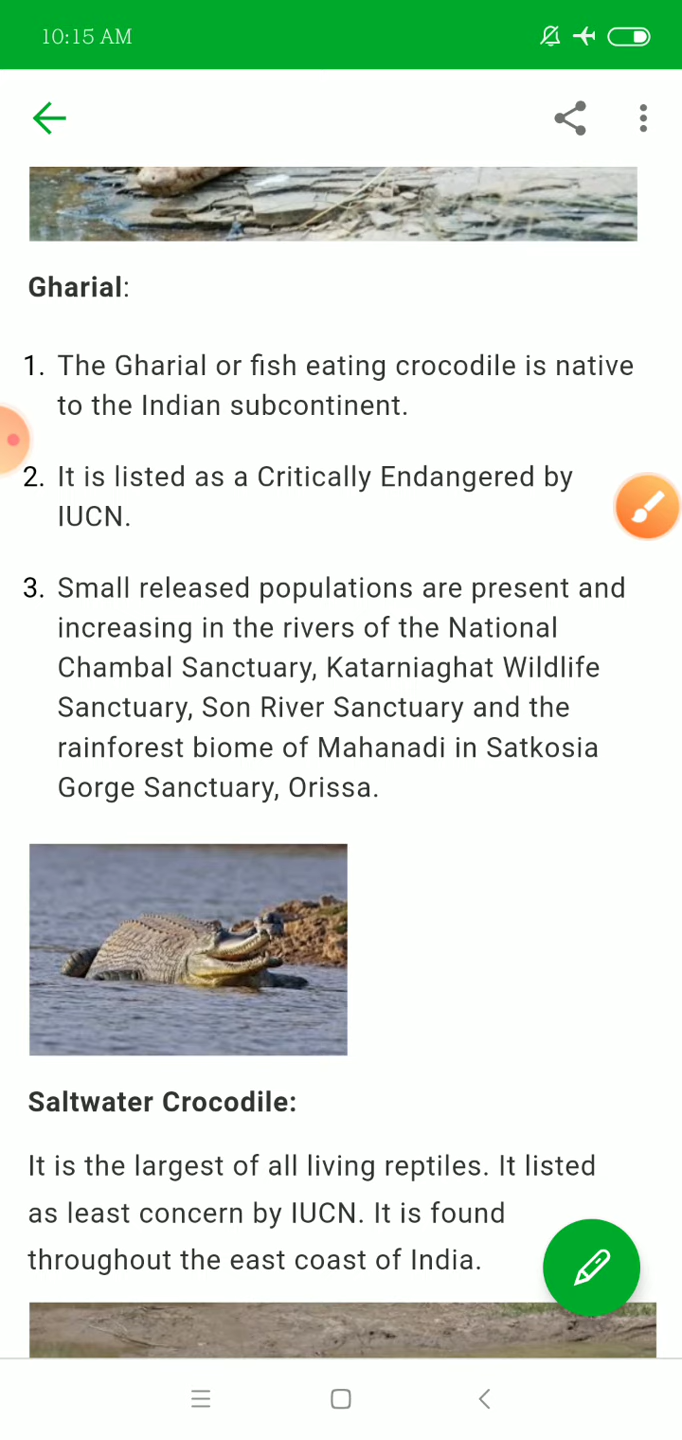 10:15 AM
Gharial:
1. The Gharial or fish eating crocodile is native
to the Indian subcontinent.
2. It is listed as a Critically Endangered by
IUCN.
3. Small released populations are present and
increasing in the rivers of the National
Chambal Sanctuary, Katarniaghat Wildlife
Sanctuary, Son River Sanctuary and the
rainforest biome of Mahanadi in Satkosia
Gorge Sanctuary, Orissa.
Saltwater Crocodile:
It is the largest of all living reptiles. It listed
as least concern by IUCN. It is found
throughout the east coast of India.